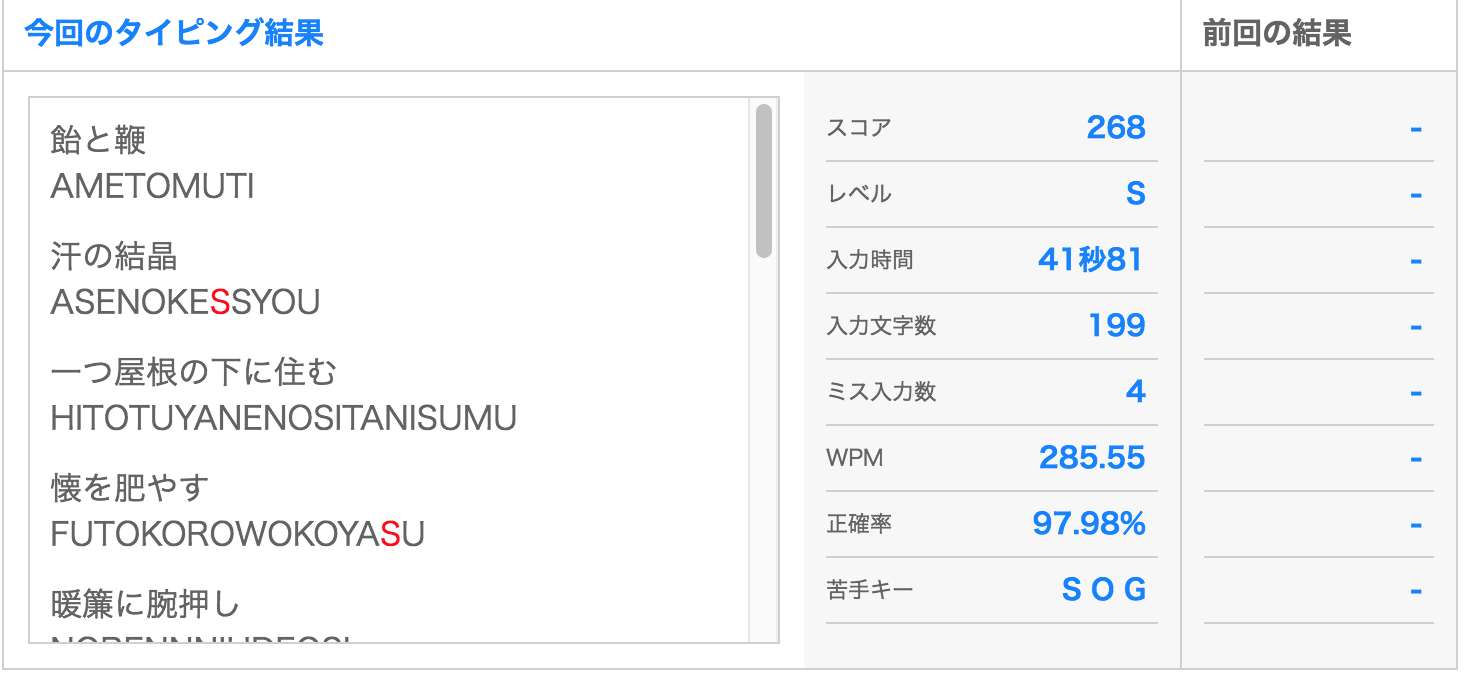 今回のタイピング結果
前回の結果
飴と鞭
AMETOMUTI
汗の結晶
ASENOKESSYOU
一つ屋根の下に住む
HITOTUYANENOSITANISUMU
懐を肥やす
FUTOKOROWOKOYASU
暖簾に腕押し
スコア 268 -
レベル S -
入力時間 41秒81 -
入力文字数 199 -
ミス入力数 4 -
WPM 285.55 -
正確率 97.98% -
苦手キー S O G -